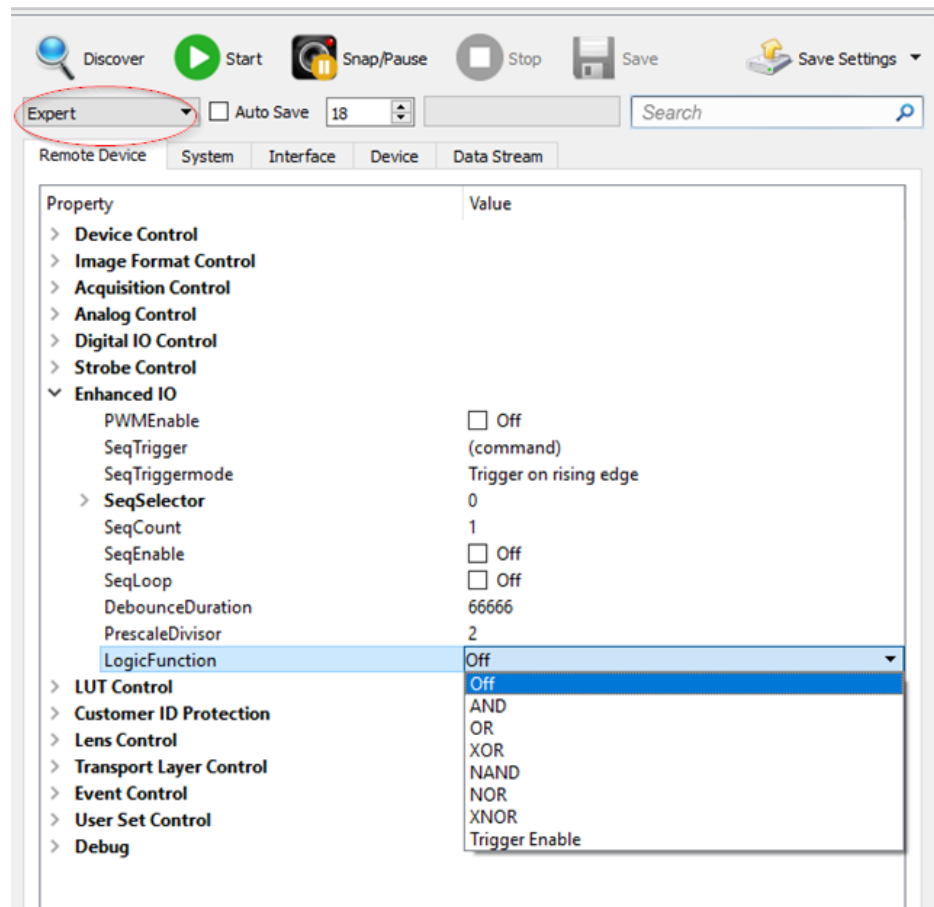 Discover Start Snap/Pause Stop Save Save Settings
Expert Auto Save 18 Search
Remote Device System Interface Device Data Stream
Property Value
Device Control
Image Format Control
Acquisition Control
Analog Control
Digital IO Control
Strobe Control
Enhanced IO
PWMEnable Off
SeqTrigger (command)
SeqTriggermode Trigger on rising edge
SeqSelector 0
SeqCount 1
SeqEnable Off
SeqLoop Off
DebounceDuration 66666
PrescaleDivisor 2
LogicFunction Off
LUT Control Off
Customer ID Protection AND
OR
Lens Control XOR
Transport Layer Control NAND
Event Control NOR
User Set Control XNOR
Debug Trigger Enable